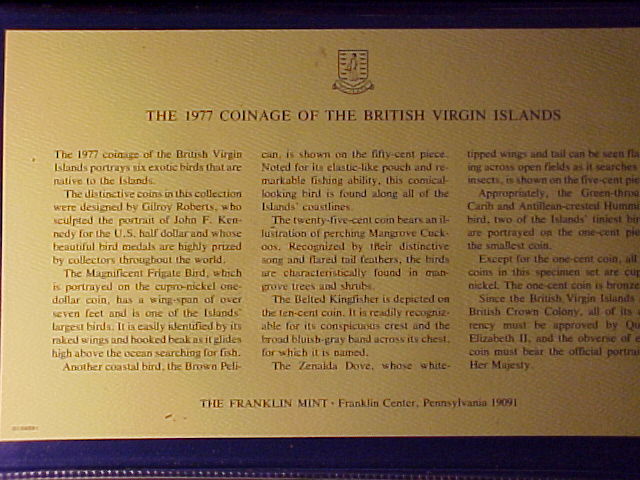 THE 1977 COINAGE OF THE BRITISH VIRGIN ISLANDS
The 1977 coinage of the British Virgin
Islands portrays six exotic birds that are
native to the Islands.
The distinctive coins in this collection
were designed by Gilroy Roberts, who
sculpted the portrait of John F. Ken-
nedy for the U.S. half dollar and whose
beautiful bird medals are highly prized
by collectors throughout the world.
The Magnificent Frigate Bird, which
is portrayed on the cupro-nickel one-
dollar coin, has a wing-span of over
seven feet and is one of the Islands'
largest birds. It is easily identified by its
raked wings and hooked beak as it glides
high above the ocean searching for fish.
Another coastal bird, the Brown Peli-
can, is shown on the fifty-cent piece.
Noted for its elastic-like pouch and re-
markable fishing ability, this comical-
looking bird is found along all of the
Islands' coastlines.
The twenty-five-cent coin bears an il-
lustration of perching Mangrove Cuck-
oos. Recognized by their distinctive
song and flared tail feathers, the birds
are characteristically found in man-
grove trees and shrubs.
The Belted Kingfisher is depicted on
the ten-cent coin. It is readily recogniz-
able for its conspicuous crest and the
broad bluish-gray band across its chest,
for which it is named.
The Zenaida Dove, whose white-
tipped wings and tail can be seen fla
ing across open fields as it searches
insects, is shown on the five-cent pie
Appropriately, the Green-throa
Carib and Antillean-crested Hummi
bird, two of the Islands' tiniest bir
are portrayed on the one-cent pie
the smallest coin.
Except for the one-cent coin, all
coins in this specimen set are cup
nickel. The one-cent coin is bronze
Since the British Virgin Islands
British Crown Colony, all of its
rency must be approved by Qu
Elizabeth II, and the obverse of e
coin must bear the official portrai
Her Majesty.
THE FRANKLIN MINT • Franklin Center, Pennsylvania 19091